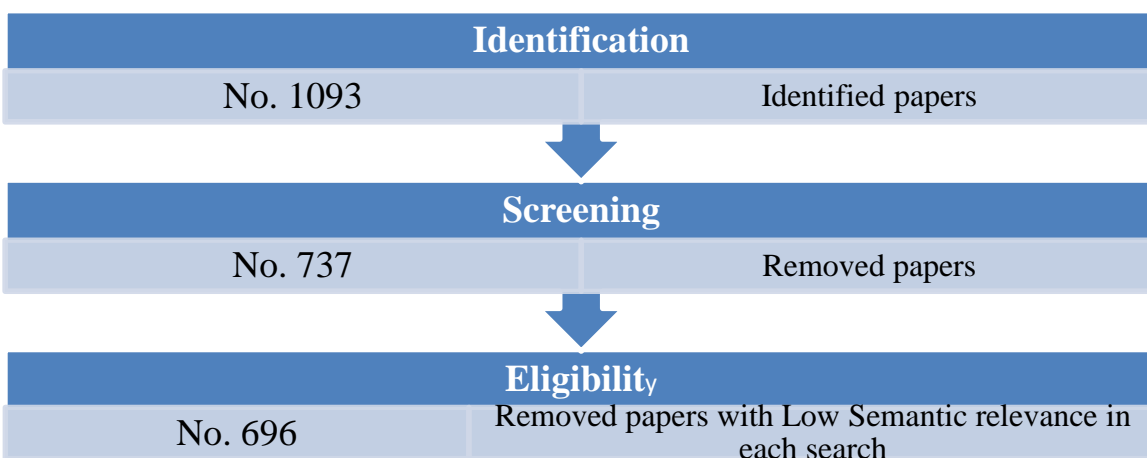 Identification
No. 1093
Identified papers
Screening
No. 737
Removed papers
Eligibility
No. 696
Removed papers with Low Semantic relevance in
each search